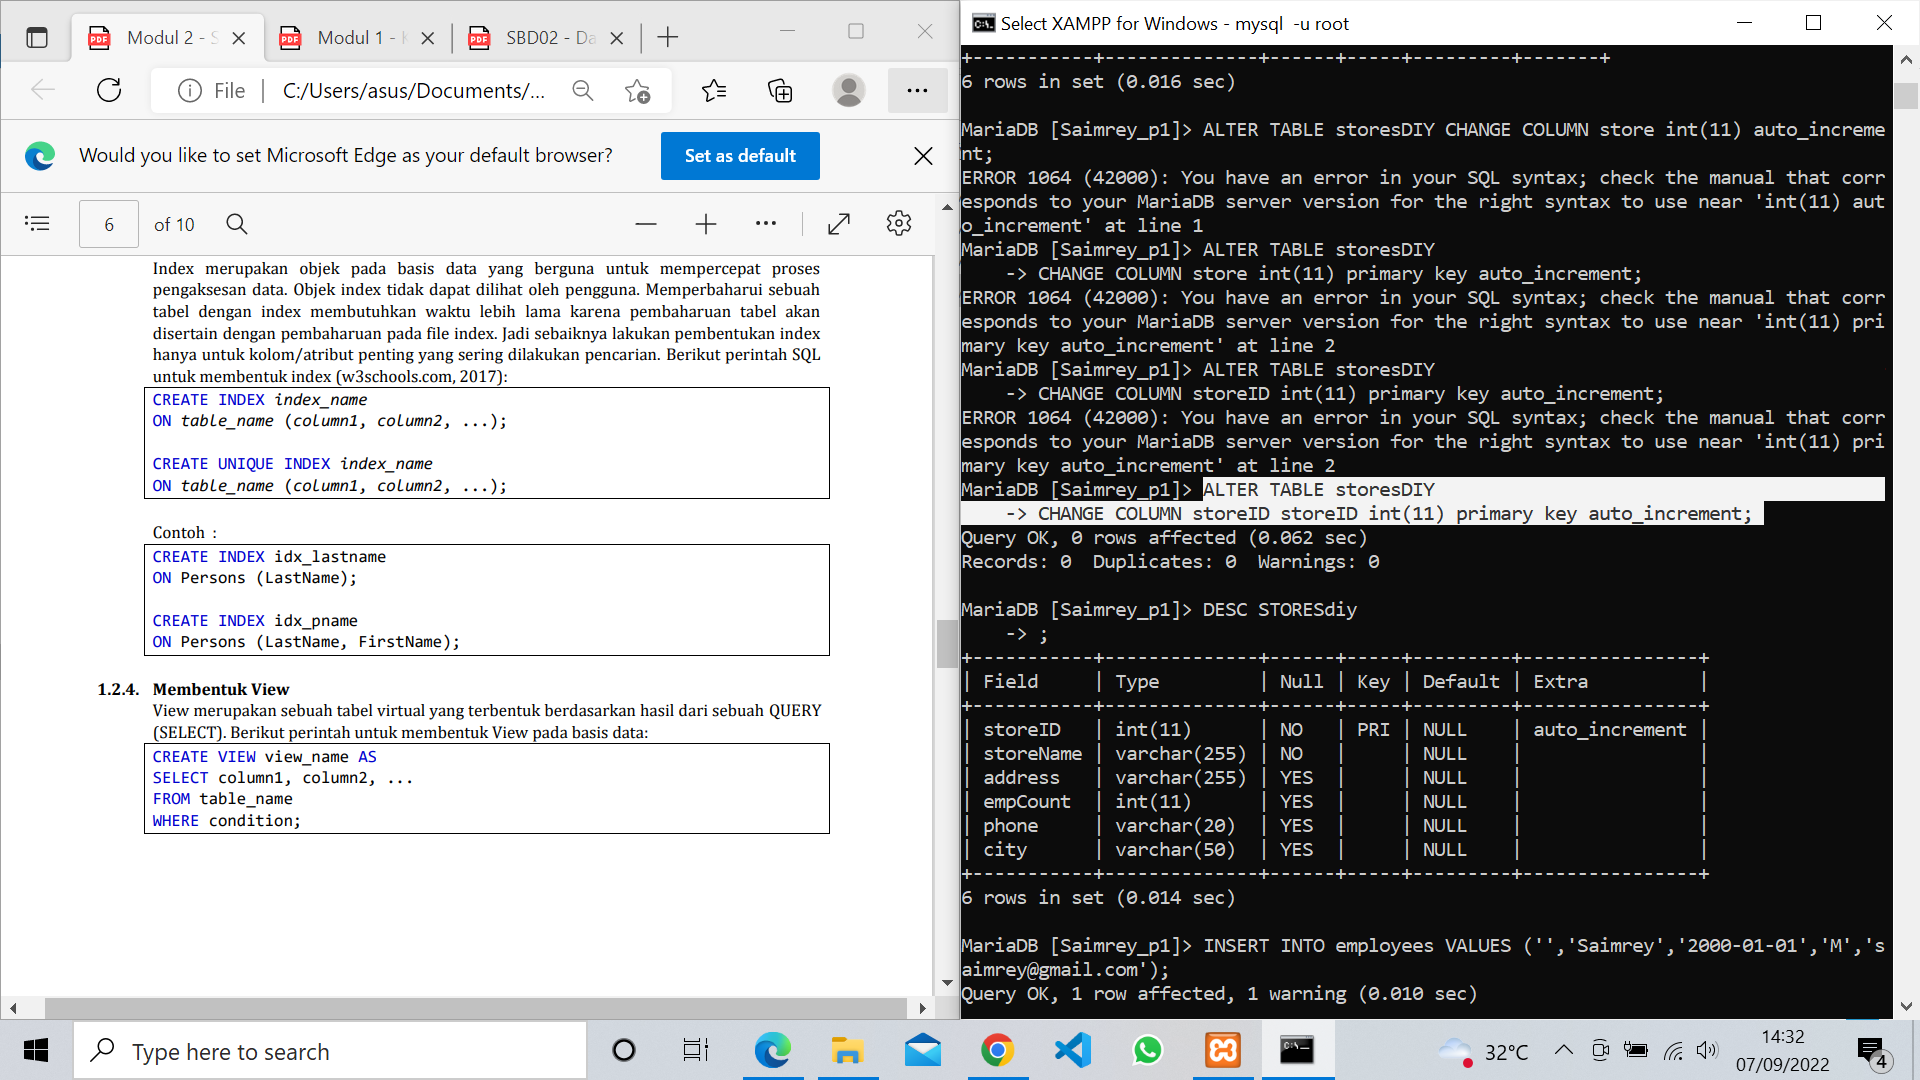 Modul 2 - S
Modul 1 - K
SBD02 - Da
File
C:/Users/asus/Documents/...
Would you like to set Microsoft Edge as your default browser?
Set as default
6
of 10
Index merupakan objek pada basis data yang berguna untuk mempercepat proses
pengaksesan data. Objek index tidak dapat dilihat oleh pengguna. Memperbaharui sebuah
tabel dengan index membutuhkan waktu lebih lama karena pembaharuan tabel akan
disertain dengan pembaharuan pada file index. Jadi sebaiknya lakukan pembentukan index
hanya untuk kolom/atribut penting yang sering dilakukan pencarian. Berikut perintah SQL
untuk membentuk index (w3schools.com, 2017):
CREATE INDEX index_name
ON table_name (column1, column2, ...);
CREATE UNIQUE INDEX index_name
ON table_name (column1, column2, ...);
Contoh :
CREATE INDEX idx_lastname
ON Persons (LastName);
CREATE INDEX idx_pname
ON Persons (LastName, FirstName);
1.2.4. Membentuk View
View merupakan sebuah tabel virtual yang terbentuk berdasarkan hasil dari sebuah QUERY
(SELECT). Berikut perintah untuk membentuk View pada basis data:
CREATE VIEW view_name AS
SELECT column1, column2, ...
FROM table_name
WHERE condition;
Select XAMPP for Windows - mysql  -u root
+-----------+--------------+------+-----+---------+-------+
6 rows in set (0.016 sec)
MariaDB [Saimrey_p1]> ALTER TABLE storesDIY CHANGE COLUMN store int(11) auto_increme
nt;
ERROR 1064 (42000): You have an error in your SQL syntax; check the manual that corr
esponds to your MariaDB server version for the right syntax to use near 'int(11) aut
o_increment' at line 1
MariaDB [Saimrey_p1]> ALTER TABLE storesDIY
    -> CHANGE COLUMN store int(11) primary key auto_increment;
ERROR 1064 (42000): You have an error in your SQL syntax; check the manual that corr
esponds to your MariaDB server version for the right syntax to use near 'int(11) pri
mary key auto_increment' at line 2
MariaDB [Saimrey_p1]> ALTER TABLE storesDIY
    -> CHANGE COLUMN storeID int(11) primary key auto_increment;
ERROR 1064 (42000): You have an error in your SQL syntax; check the manual that corr
esponds to your MariaDB server version for the right syntax to use near 'int(11) pri
mary key auto_increment' at line 2
MariaDB [Saimrey_p1]> ALTER TABLE storesDIY
    -> CHANGE COLUMN storeID storeID int(11) primary key auto_increment;
Query OK, 0 rows affected (0.062 sec)
Records: 0  Duplicates: 0  Warnings: 0
MariaDB [Saimrey_p1]> DESC STORESdiy
    -> ;
+-----------+--------------+------+-----+---------+----------------+
| Field     | Type         | Null | Key | Default | Extra          |
+-----------+--------------+------+-----+---------+----------------+
| storeID   | int(11)      | NO   | PRI | NULL    | auto_increment |
| storeName | varchar(255) | NO   |     | NULL    |                |
| address   | varchar(255) | YES  |     | NULL    |                |
| empCount  | int(11)      | YES  |     | NULL    |                |
| phone     | varchar(20)  | YES  |     | NULL    |                |
| city      | varchar(50)  | YES  |     | NULL    |                |
+-----------+--------------+------+-----+---------+----------------+
6 rows in set (0.014 sec)
MariaDB [Saimrey_p1]> INSERT INTO employees VALUES ('','Saimrey','2000-01-01','M','s
aimrey@gmail.com');
Query OK, 1 row affected, 1 warning (0.010 sec)
Type here to search
32°C
14:32
07/09/2022
4